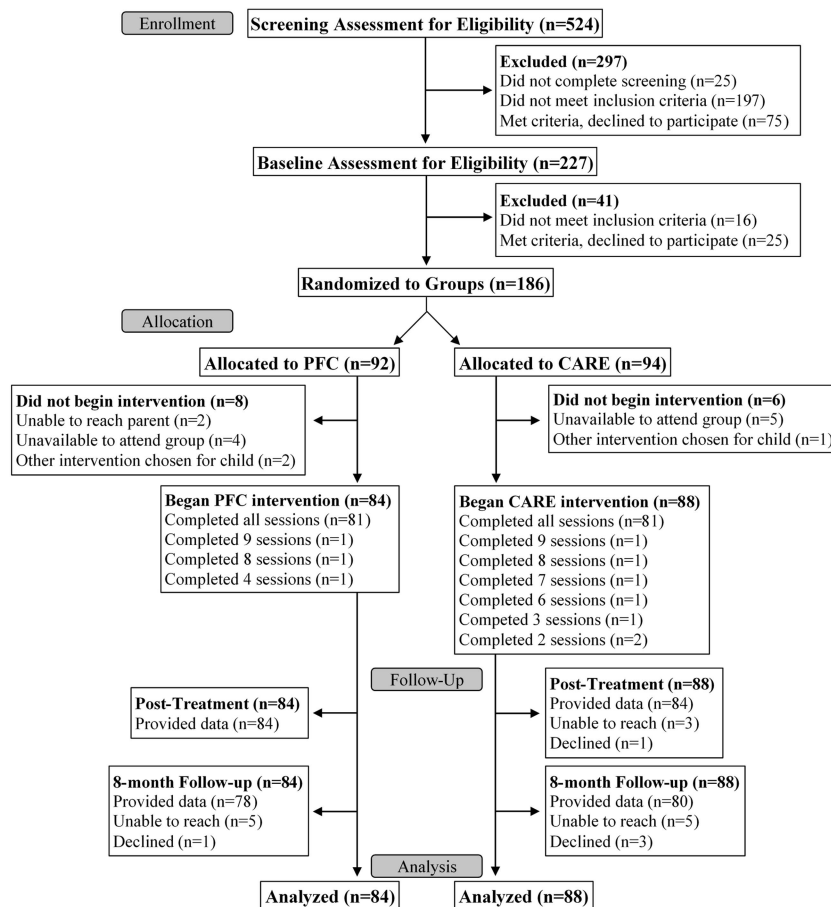 Enrollment
Screening Assessment for Eligibility (n=524)
Excluded (n=297)
Did not complete screening (n=25)
Did not meet inclusion criteria (n=197)
Met criteria, declined to participate (n=75)
Baseline Assessment for Eligibility (n=227)
Excluded (n=41)
Did not meet inclusion criteria (n=16)
Met criteria, declined to participate (n=25)
Randomized to Groups (n=186)
Allocation
Allocated to PFC (n=92)
Allocated to CARE (n=94)
Did not begin intervention (n=8)
Unable to reach parent (n=2)
Unavailable to attend group (n=4)
Other intervention chosen for child (n=2)
Did not begin intervention (n=6)
Unavailable to attend group (n=5)
Other intervention chosen for child (n=1)
Began PFC intervention (n=84)
Completed all sessions (n=81)
Completed 9 sessions (n=1)
Completed 8 sessions (n=1)
Completed 4 sessions (n=1)
Began CARE intervention (n=88)
Completed all sessions (n=81)
Completed 9 sessions (n=1)
Completed 8 sessions (n=1)
Completed 7 sessions (n=1)
Completed 6 sessions (n=1)
Competed 3 sessions (n=1)
Completed 2 sessions (n=2)
Follow-Up
Post-Treatment (n=84)
Provided data (n=84)
Post-Treatment (n=88)
Provided data (n=84)
Unable to reach (n=3)
Declined (n=1)
8-month Follow-up (n=84)
Provided data (n=78)
Unable to reach (n=5)
Declined (n=1)
8-month Follow-up (n=88)
Provided data (n=80)
Unable to reach (n=5)
Declined (n=3)
Analysis
Analyzed (n=84)
Analyzed (n=88)